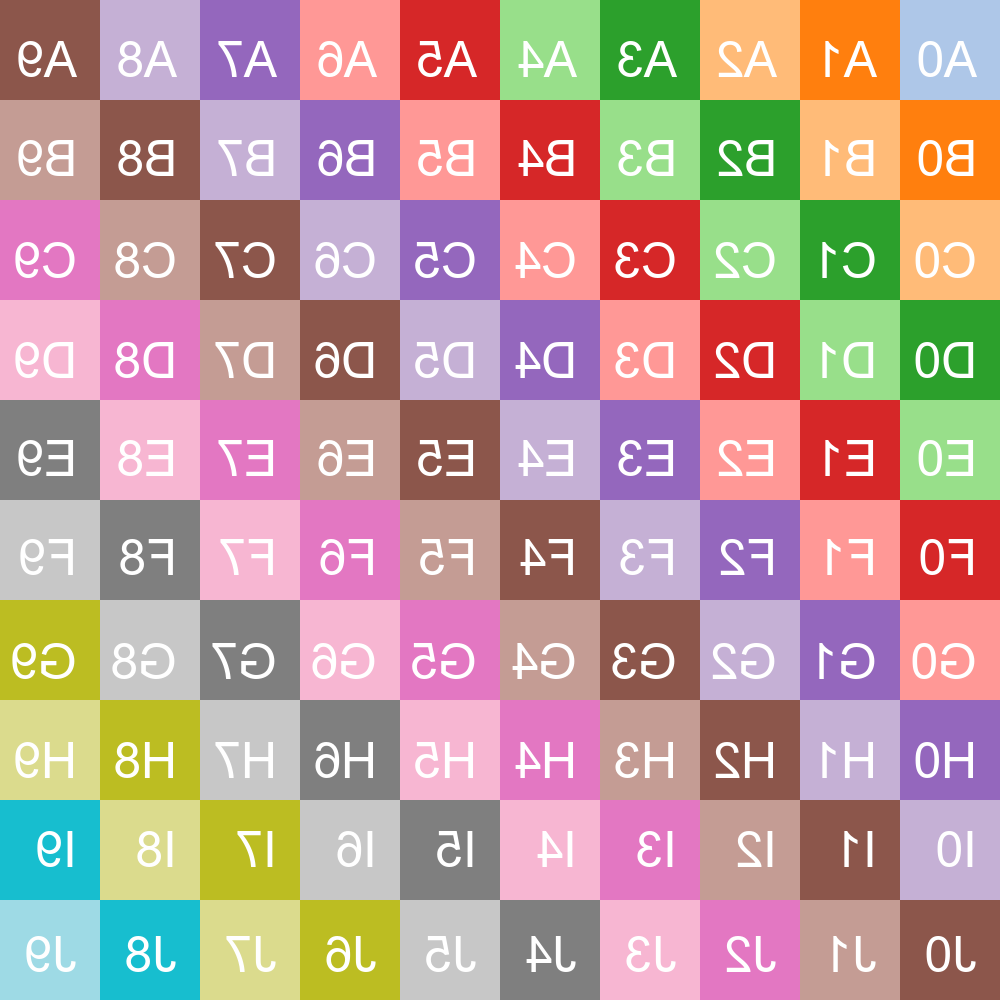 A0 A1 A2 A3 A4 A5 A6 A7 A8 A9
B0 B1 B2 B3 B4 B5 B6 B7 B8 B9
C0 C1 C2 C3 C4 C5 C6 C7 C8 C9
D0 D1 D2 D3 D4 D5 D6 D7 D8 D9
E0 E1 E2 E3 E4 E5 E6 E7 E8 E9
F0 F1 F2 F3 F4 F5 F6 F7 F8 F9
G0 G1 G2 G3 G4 G5 G6 G7 G8 G9
H0 H1 H2 H3 H4 H5 H6 H7 H8 H9
I0 I1 I2 I3 I4 I5 I6 I7 I8 I9
J0 J1 J2 J3 J4 J5 J6 J7 J8 J9